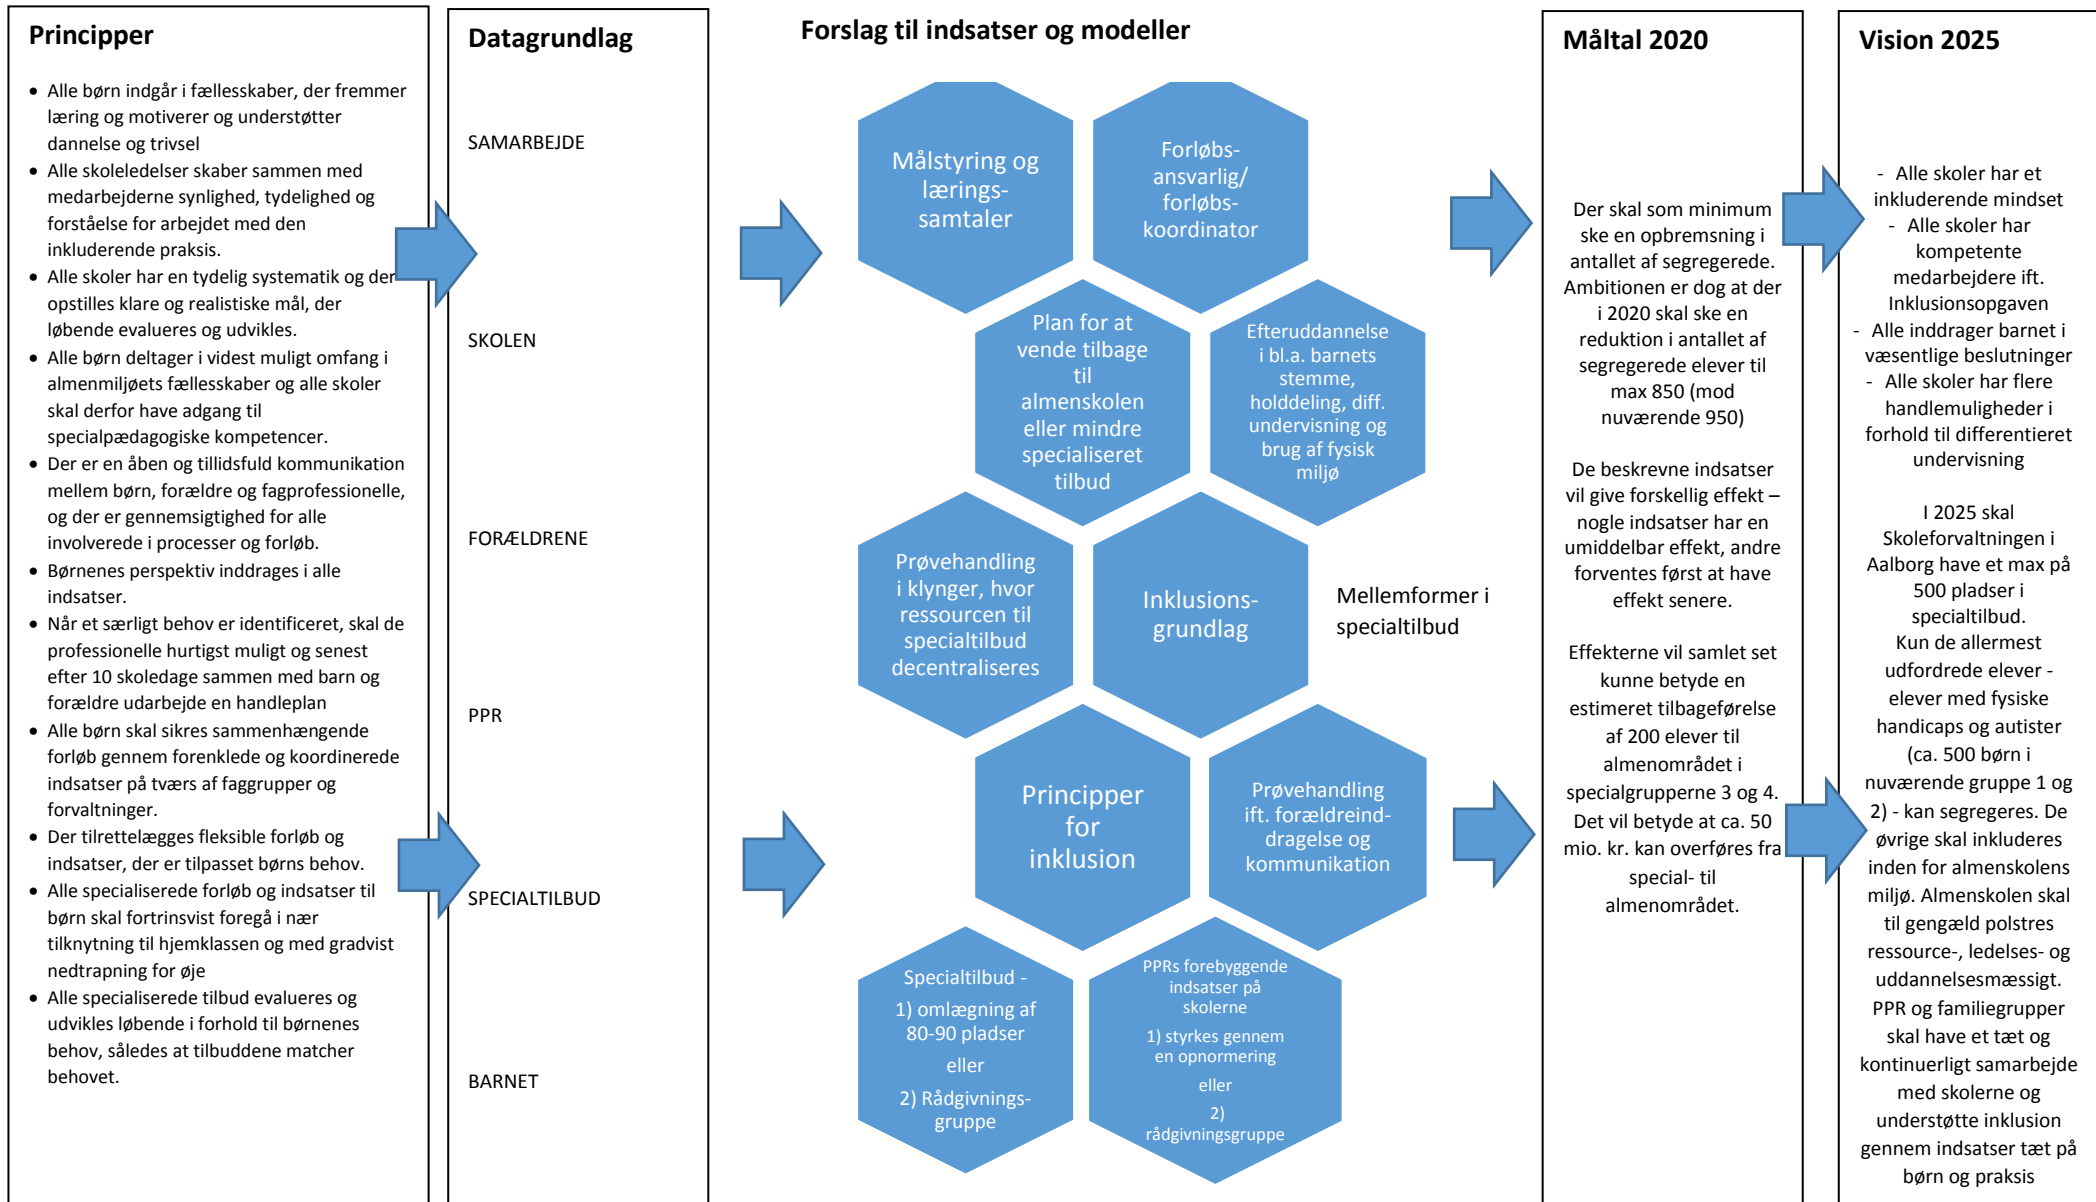 Principper
• Alle børn indgår i fællesskaber, der fremmer
læring og motiverer og understøtter
dannelse og trivsel
• Alle skoleledelser skaber sammen med
medarbejderne synlighed, tydelighed og
forståelse for arbejdet med den
inkluderende praksis.
• Alle skoler har en tydelig systematik og der
opstilles klare og realistiske mål, der
løbende evalueres og udvikles.
• Alle børn deltager i videst muligt omfang i
almenmiljøets fællesskaber og alle skoler
skal derfor have adgang til
specialpædagogiske kompetencer.
• Der er en åben og tillidsfuld kommunikation
mellem børn, forældre og fagprofessionelle,
og der er gennemsigtighed for alle
involverede i processer og forløb.
• Børnenes perspektiv inddrages i alle
indsatser.
• Når et særligt behov er identificeret, skal de
professionelle hurtigst muligt og senest
efter 10 skoledage sammen med barn og
forældre udarbejde en handleplan
• Alle børn skal sikres sammenhængende
forløb gennem forenklede og koordinerede
indsatser på tværs af faggrupper og
forvaltninger.
• Der tilrettelægges fleksible forløb og
indsatser, der er tilpasset børns behov.
• Alle specialiserede forløb og indsatser til
børn skal fortrinsvist foregå i nær
tilknytning til hjemklassen og med gradvist
nedtrapning for øje
• Alle specialiserede tilbud evalueres og
udvikles løbende i forhold til børnenes
behov, således at tilbuddene matcher
behovet.
Datagrundlag
SAMARBEJDE
SKOLEN
FORÆLDRENE
PPR
SPECIALTILBUD
BARNET
Forslag til indsatser og modeller
Målstyring og
lærings-
samtaler
Forløbs-
ansvarlig/
forløbs-
koordinator
Plan for at
vende tilbage
til
almenskolen
eller mindre
specialiseret
tilbud
Efteruddannelse
i bl.a. barnets
stemme,
holddeling, diff.
undervisning og
brug af fysisk
miljø
Prøvehandling
i klynger, hvor
ressourcen til
specialtilbud
decentraliseres
Inklusions-
grundlag
Mellemformer i
specialtilbud
Principper
for
inklusion
Prøvehandling
ift. forældreind-
dragelse og
kommunikation
Specialtilbud -
1) omlægning af
80-90 pladser
eller
2) Rådgivnings-
gruppe
PPRs forebyggende
indsatser på
skolerne
1) styrkes gennem
en opnormering
eller
2)
rådgivningsgruppe
Måltal 2020
Der skal som minimum
ske en opbremsning i
antallet af segregerede.
Ambitionen er dog at der
i 2020 skal ske en
reduktion i antallet af
segregerede elever til
max 850 (mod
nuværende 950)
De beskrevne indsatser
vil give forskellig effekt –
nogle indsatser har en
umiddelbar effekt, andre
forventes først at have
effekt senere.
Effekterne vil samlet set
kunne betyde en
estimeret tilbageførelse
af 200 elever til
almenområdet i
specialgrupperne 3 og 4.
Det vil betyde at ca. 50
mio. kr. kan overføres fra
special- til
almenområdet.
Vision 2025
- Alle skoler har et
inkluderende mindset
- Alle skoler har
kompetente
medarbejdere ift.
Inklusionsopgaven
- Alle inddrager barnet i
væsentlige beslutninger
- Alle skoler har flere
handlemuligheder i
forhold til differentieret
undervisning
I 2025 skal
Skoleforvaltningen i
Aalborg have et max på
500 pladser i
specialtilbud.
Kun de allermest
udfordrede elever -
elever med fysiske
handicaps og autister
(ca. 500 børn i
nuværende gruppe 1 og
2) - kan segregeres. De
øvrige skal inkluderes
inden for almenskolens
miljø. Almenskolen skal
til gengæld polstres
ressource-, ledelses- og
uddannelsesmæssigt.
PPR og familiegrupper
skal have et tæt og
kontinuerligt samarbejde
med skolerne og
understøtte inklusion
gennem indsatser tæt på
børn og praksis